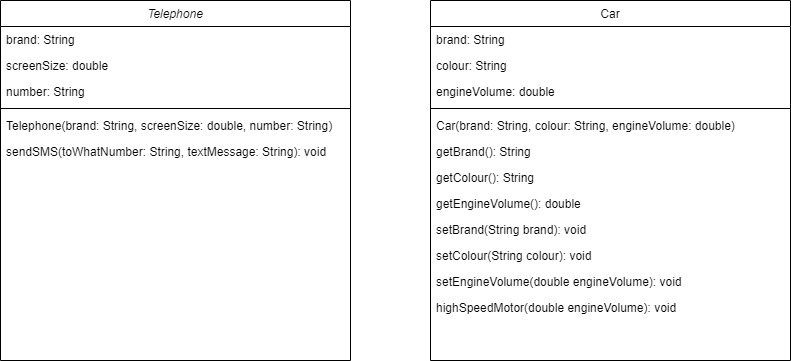 Telephone
brand: String
screenSize: double
number: String
Telephone(brand: String, screenSize: double, number: String)
sendSMS(toWhatNumber: String, textMessage: String): void
Car
brand: String
colour: String
engineVolume: double
Car(brand: String, colour: String, engineVolume: double)
getBrand(): String
getColour(): String
getEngineVolume(): double
setBrand(String brand): void
setColour(String colour): void
setEngineVolume(double engineVolume): void
highSpeedMotor(double engineVolume): void